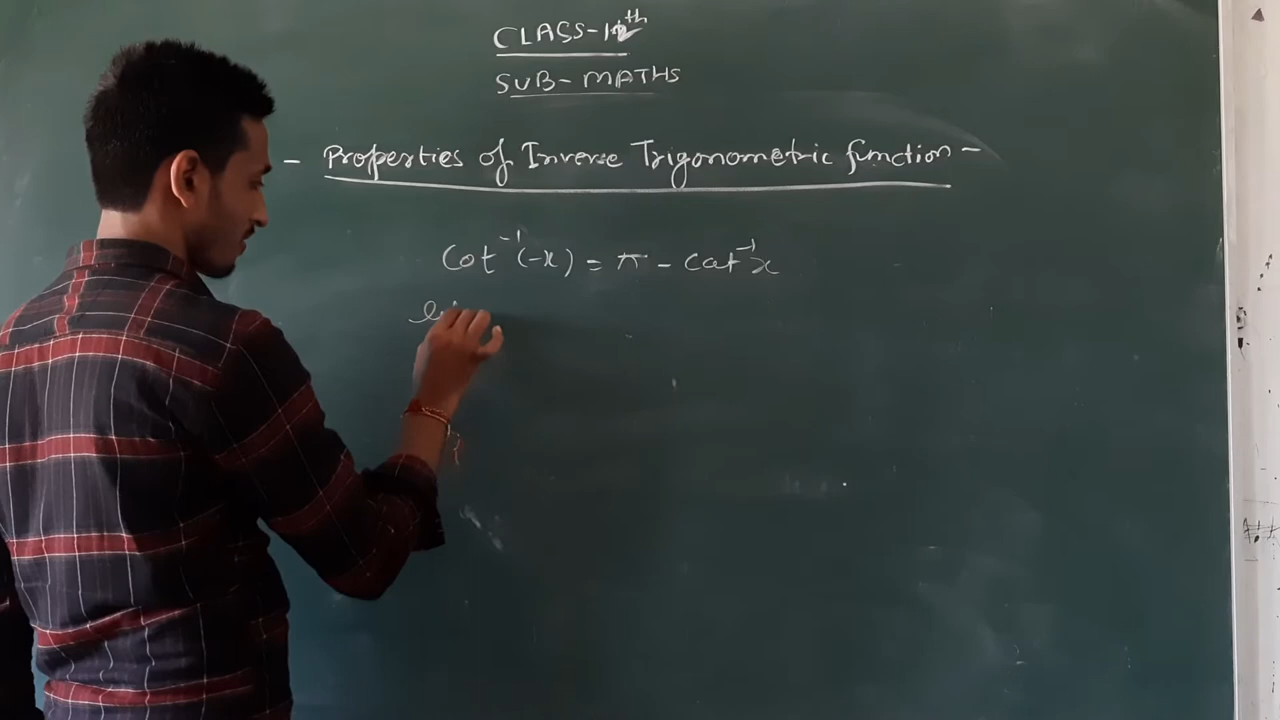 CLASS-12th
SUB-MATHS
- Properties of Inverse Trigonometric function -
Cot⁻¹(-x) = π - Cot⁻¹x